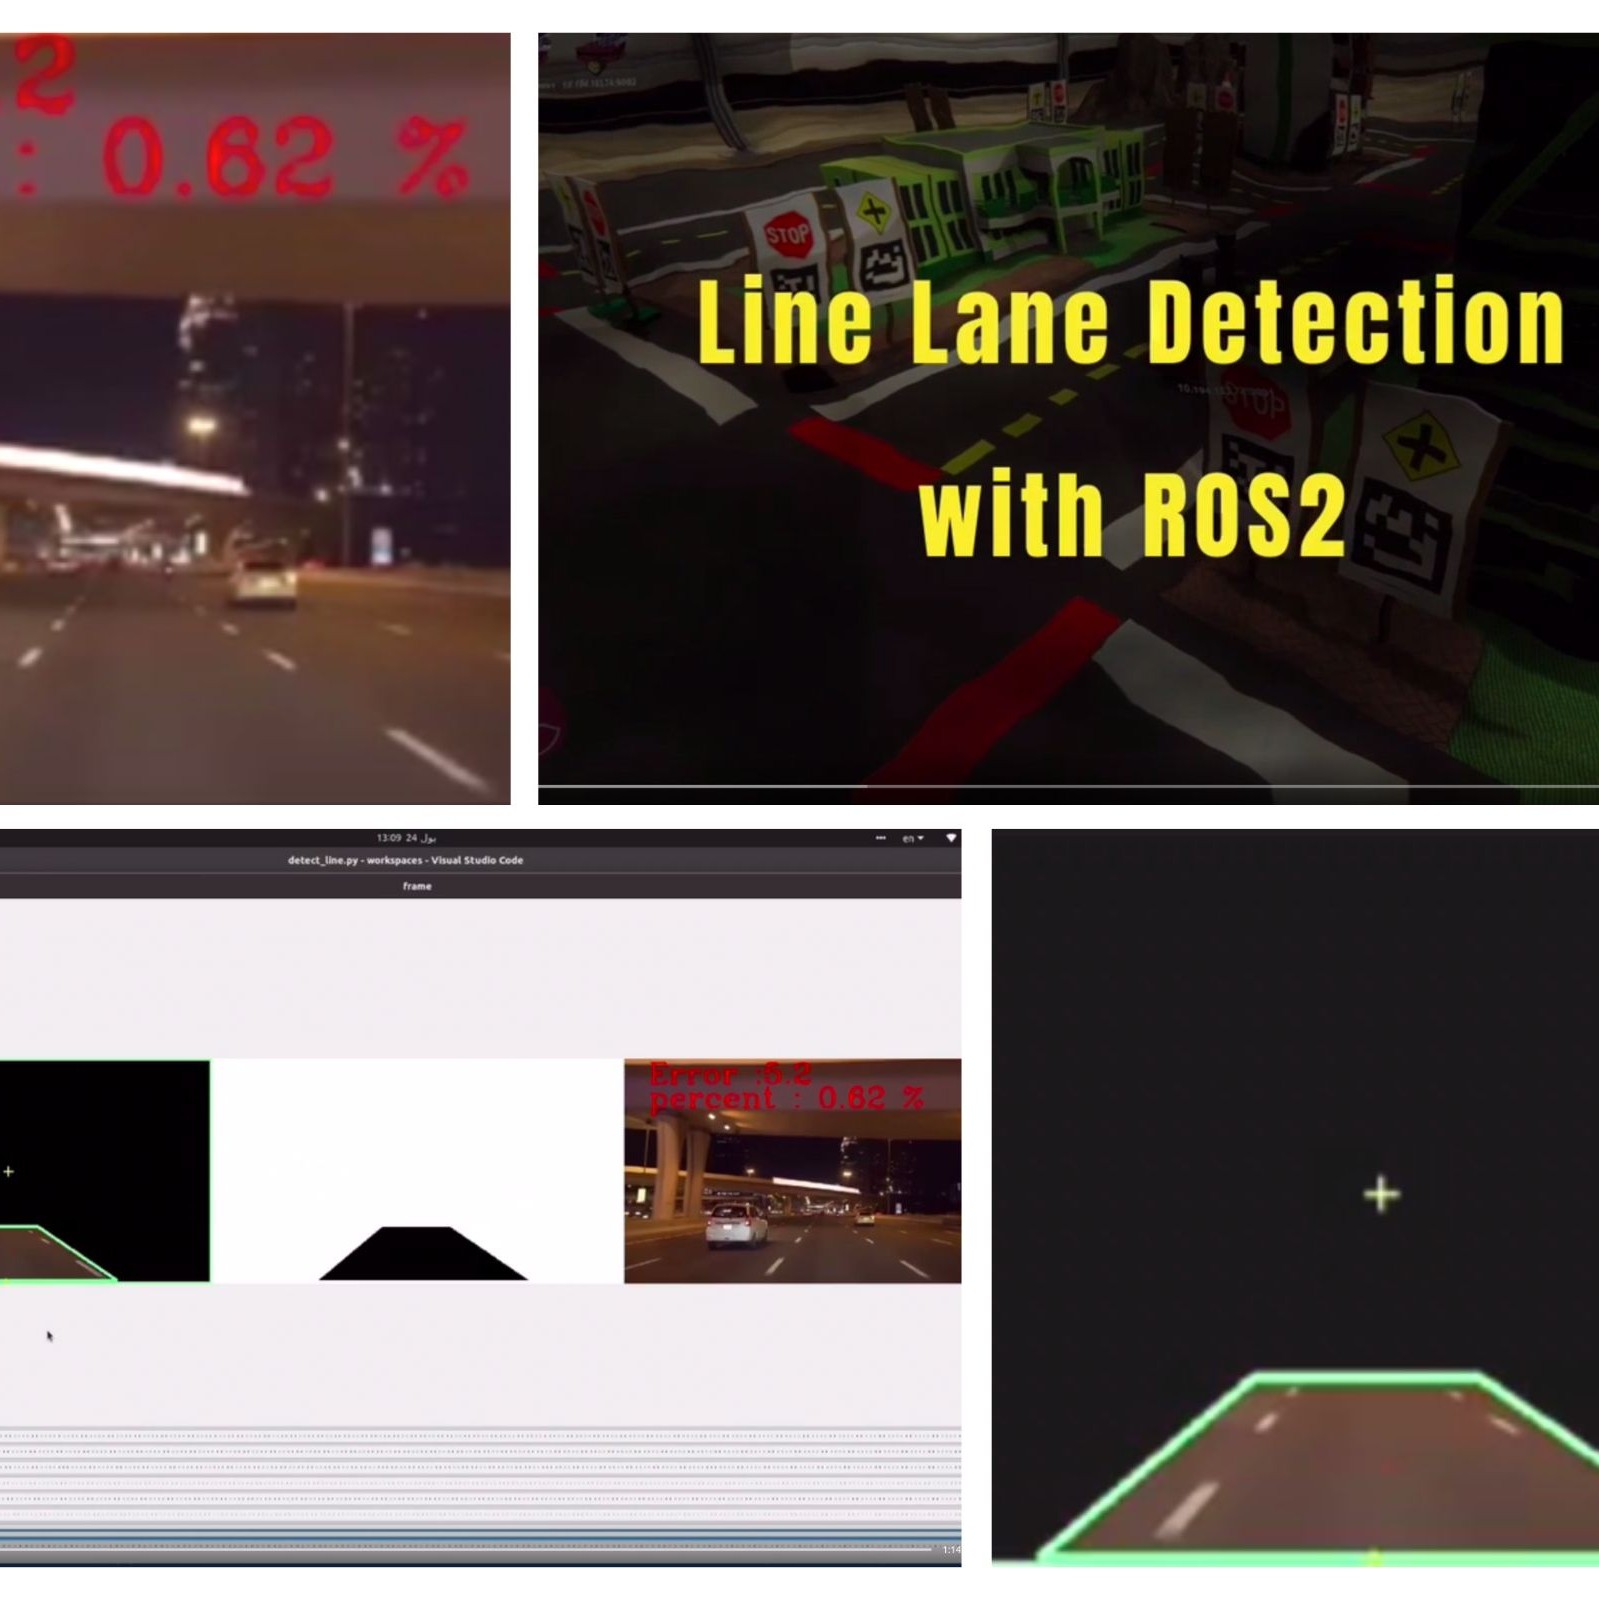 2
: 0.62 %
STOP
STOP
Line Lane Detection
with ROS2
13:09 24 يول
en
detect_line.py - workspaces - Visual Studio Code
frame
Error :5.2
percent : 0.62 %
1:14